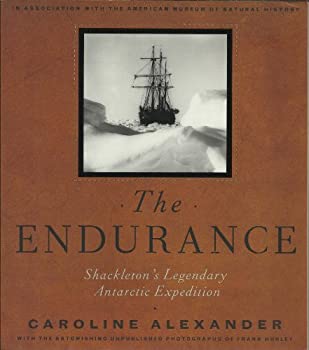 IN ASSOCIATION WITH THE AMERICAN MUSEUM OF NATURAL HISTORY
· The ·
ENDURANCE
Shackleton's Legendary
Antarctic Expedition
CAROLINE ALEXANDER
WITH THE ASTONISHING UNPUBLISHED PHOTOGRAPHS OF FRANK HURLEY